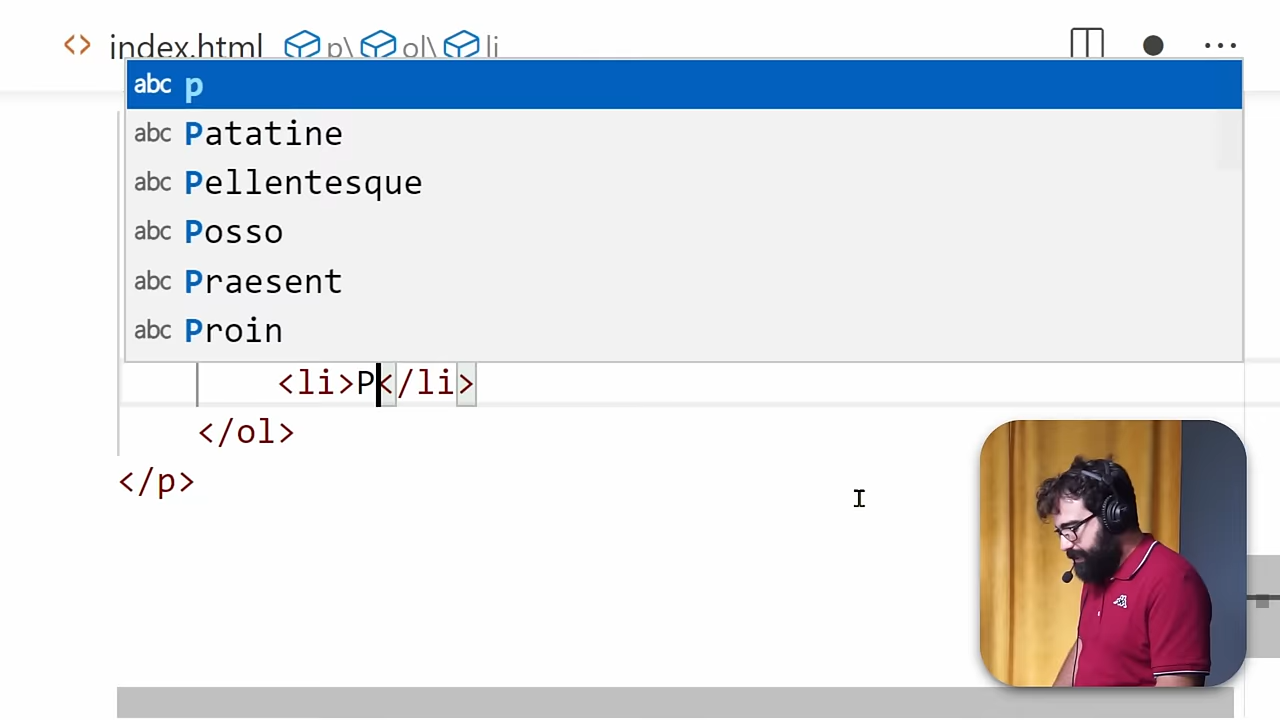 <> index.html p\ ol\ li ...
abc p
abc Patatine
abc Pellentesque
abc Posso
abc Praesent
abc Proin
<li>P</li>
</ol>
</p>